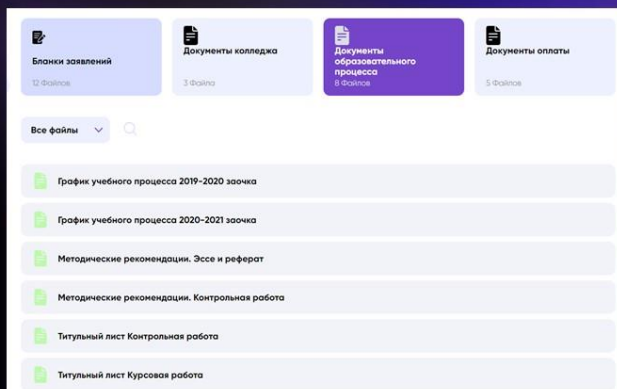 Бланки заявлений
12 Файлов
Документы колледжа
3 Файла
Документы
образовательного
процесса
8 Файлов
Документы оплаты
5 Файлов
Все файлы
График учебного процесса 2019-2020 заочка
График учебного процесса 2020-2021 заочка
Методические рекомендации. Эссе и реферат
Методические рекомендации. Контрольная работа
Титульный лист Контрольная работа
Титульный лист Курсовая работа